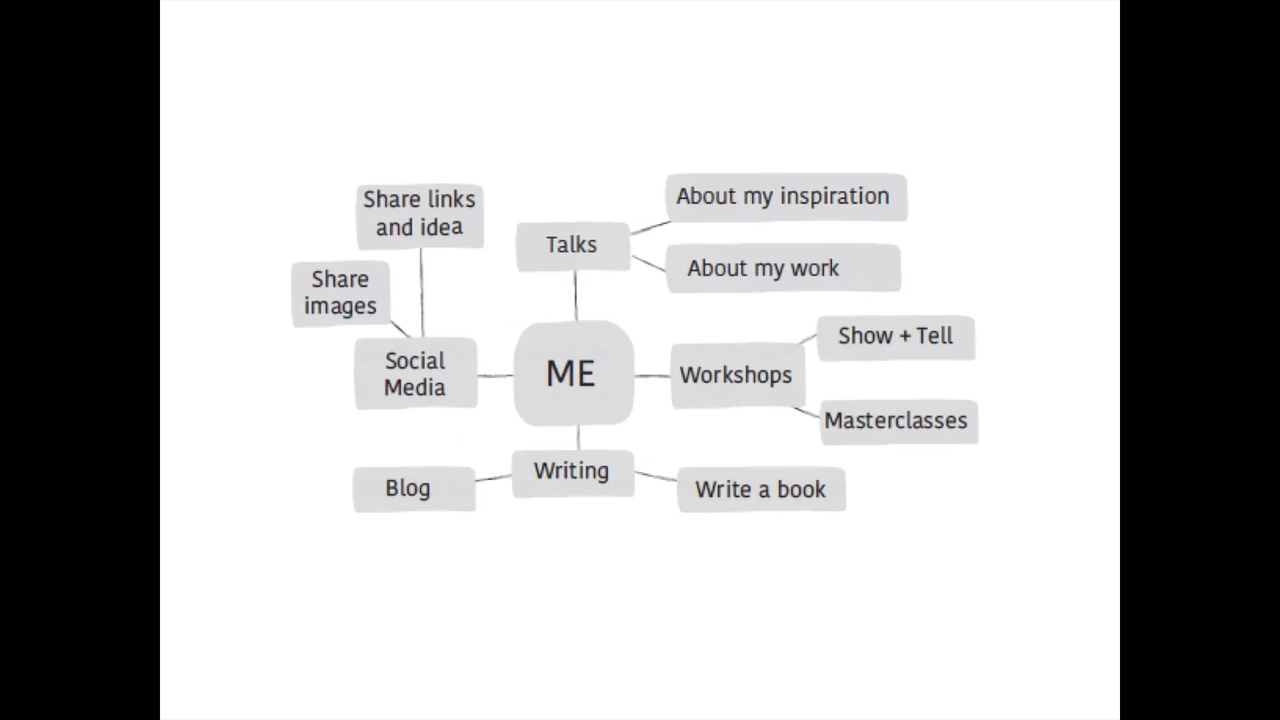 Share links
and idea
Share
images
Social
Media
Talks
About my inspiration
About my work
ME
Workshops
Show + Tell
Masterclasses
Writing
Blog
Write a book